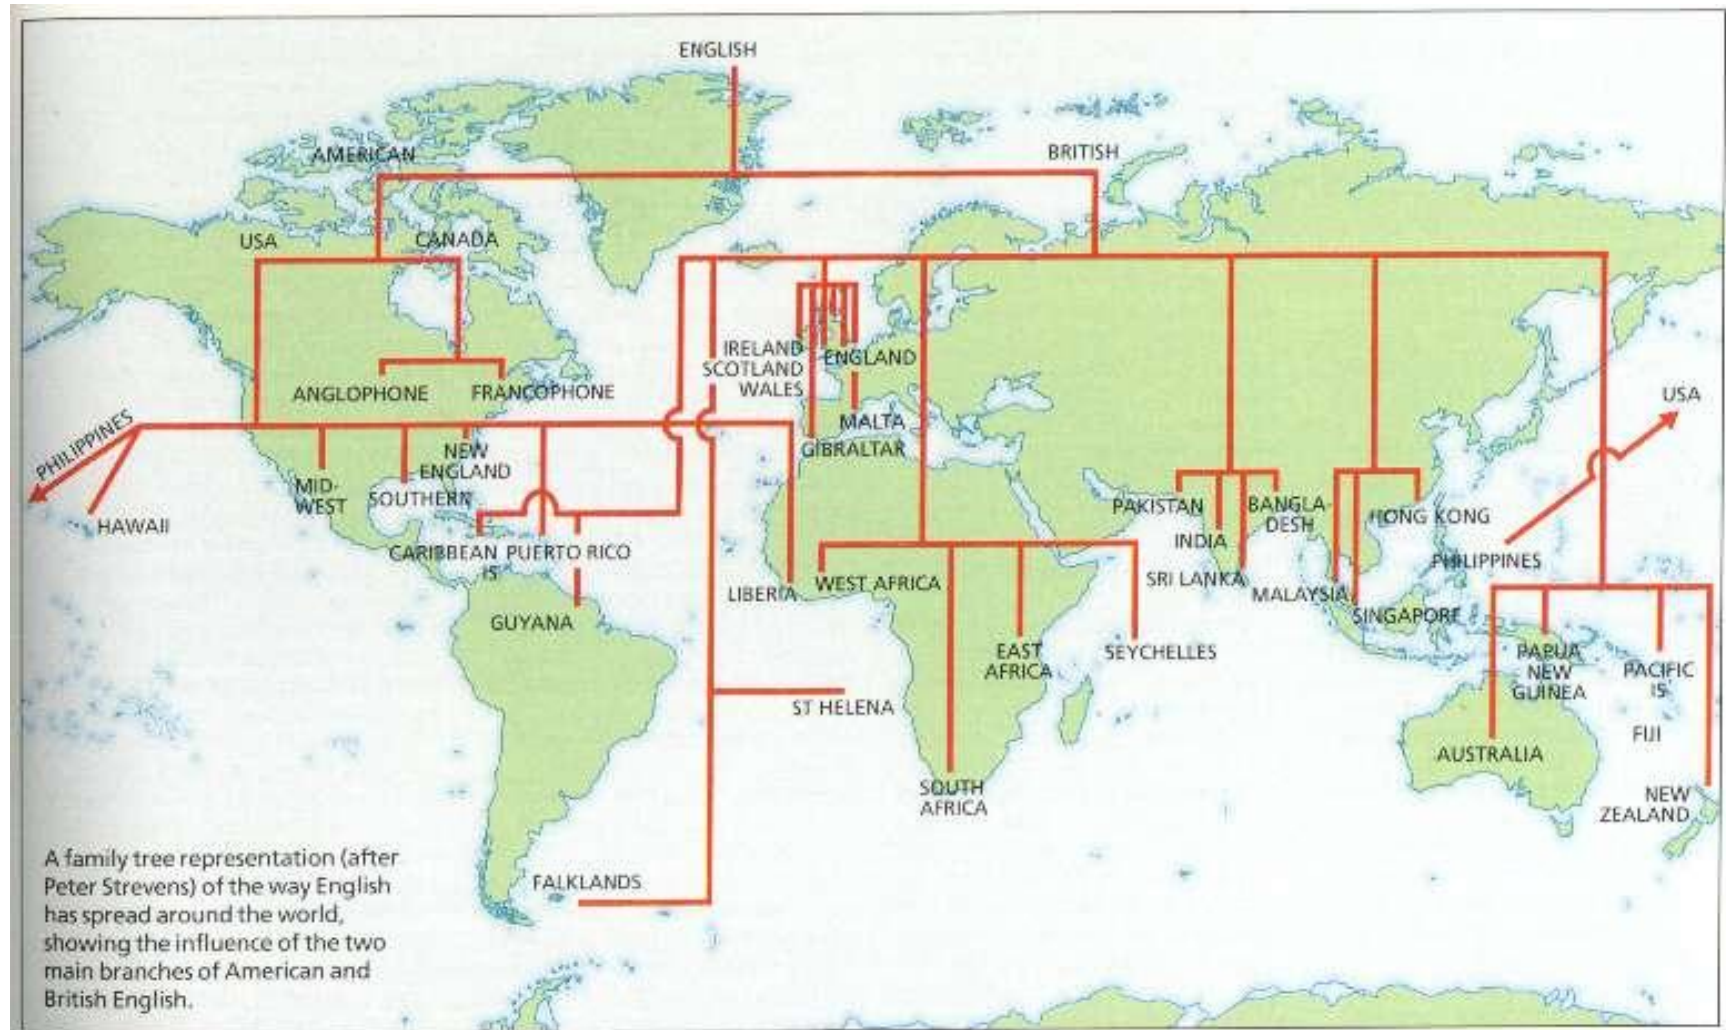 ENGLISH
AMERICAN
BRITISH
USA
CANADA
ANGLOPHONE
FRANCOPHONE
IRELAND
SCOTLAND
WALES
ENGLAND
MALTA
GIBRALTAR
USA
PHILIPPINES
HAWAII
MID-
WEST
SOUTHERN
NEW
ENGLAND
CARIBBEAN
IS
PUERTO RICO
GUYANA
LIBERIA
WEST AFRICA
EAST
AFRICA
SEYCHELLES
ST HELENA
SOUTH
AFRICA
FALKLANDS
PAKISTAN
INDIA
SRI LANKA
BANGLA-
DESH
MALAYSIA
SINGAPORE
HONG KONG
PHILIPPINES
PAPUA
NEW
GUINEA
PACIFIC
IS
FIJI
AUSTRALIA
NEW
ZEALAND
A family tree representation (after
Peter Strevens) of the way English
has spread around the world,
showing the influence of the two
main branches of American and
British English.